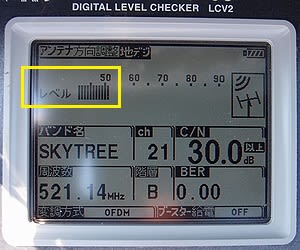 DIGITAL LEVEL CHECKER LCV2
アンテナ方向調整:地デジ
50 60 70 80 90
レベル
バンド名 ch C/N
SKYTREE 21 30.0 以上 dB
周波数 階層 BER
521.14MHz B 0.00
変調方式 OFDM ブースター給電 OFF